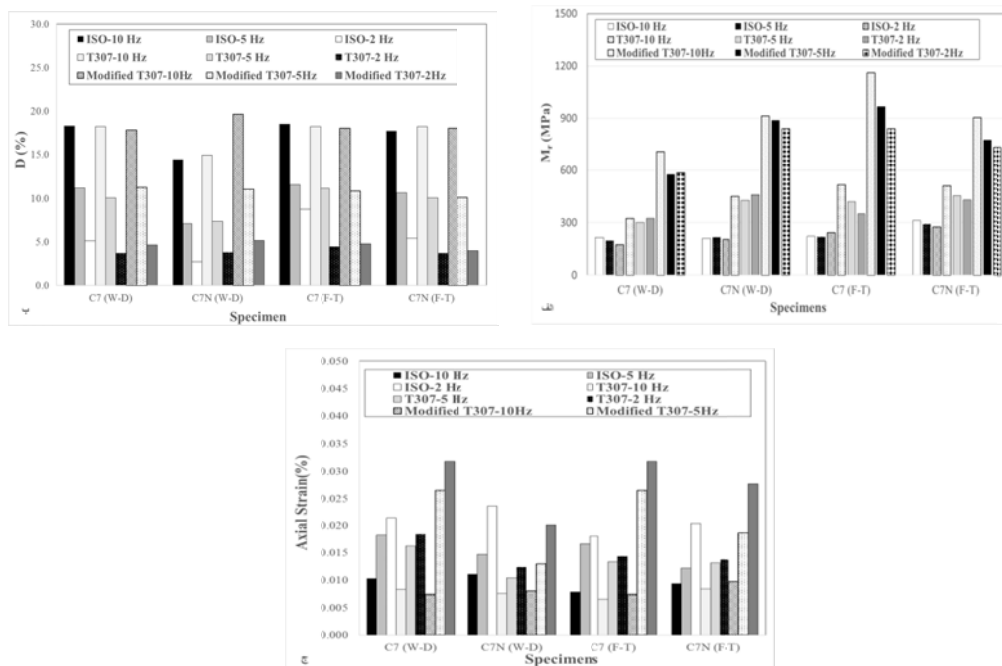 30.0
25.0
20.0
15.0
10.0
5.0
0.0
D (%)
ISO-10 Hz ISO-5 Hz ISO-2 Hz
T307-10 Hz T307-5 Hz T307-2 Hz
Modified T307-10Hz Modified T307-5Hz Modified T307-2Hz
C7 (W-D) C7N (W-D) C7 (F-T) C7N (F-T)
Specimen
1500
1200
900
600
300
0
Mr (MPa)
ISO-10 Hz ISO-5 Hz ISO-2 Hz
T307-10 Hz T307-5 Hz T307-2 Hz
Modified T307-10Hz Modified T307-5Hz Modified T307-2Hz
C7 (W-D) C7N (W-D) C7 (F-T) C7N (F-T)
Specimens
0.050
0.045
0.040
0.035
0.030
0.025
0.020
0.015
0.010
0.005
0.000
Axial Strain(%)
ISO-10 Hz ISO-5 Hz
ISO-2 Hz T307-10 Hz
T307-5 Hz T307-2 Hz
Modified T307-10Hz Modified T307-5Hz
C7 (W-D) C7N (W-D) C7 (F-T) C7N (F-T)
Specimens